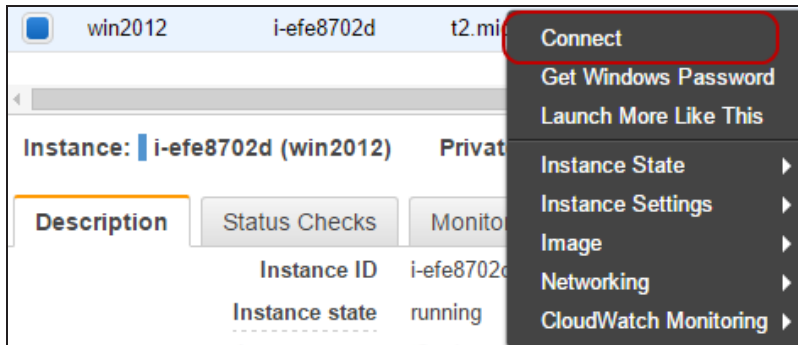 win2012 i-efe8702d
Connect
Get Windows Password
Launch More Like This
Instance: i-efe8702d (win2012)
Instance State
Instance Settings
Image
Networking
CloudWatch Monitoring
Description Status Checks
Instance ID
Instance state running